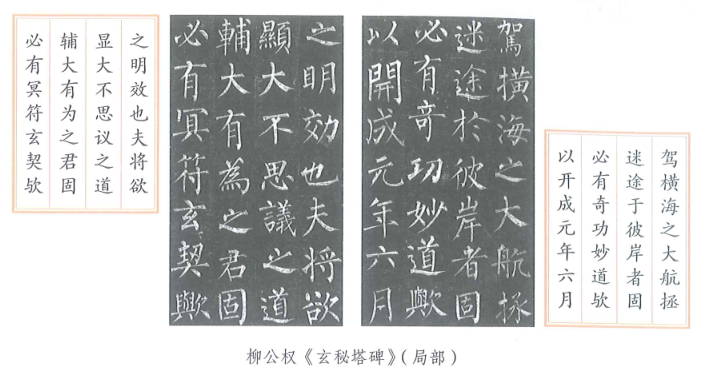 驾横海之大航拯
迷途于彼岸者固
必有奇功妙道欤
以开成元年六月
駕橫海之大航拯
迷途於彼岸者固
必有奇功妙道歟
以開成元年六月
之明効也夫將欲
顯大不思議之道
輔大有為之君固
必有冥符玄契歟
之明效也夫将欲
显大不思议之道
辅大有为之君固
必有冥符玄契欤
柳公权《玄秘塔碑》（局部）